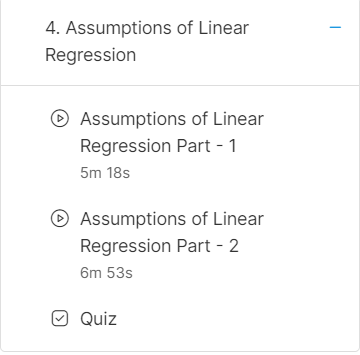 4. Assumptions of Linear
Regression
Assumptions of Linear
Regression Part - 1
5m 18s
Assumptions of Linear
Regression Part - 2
6m 53s
Quiz